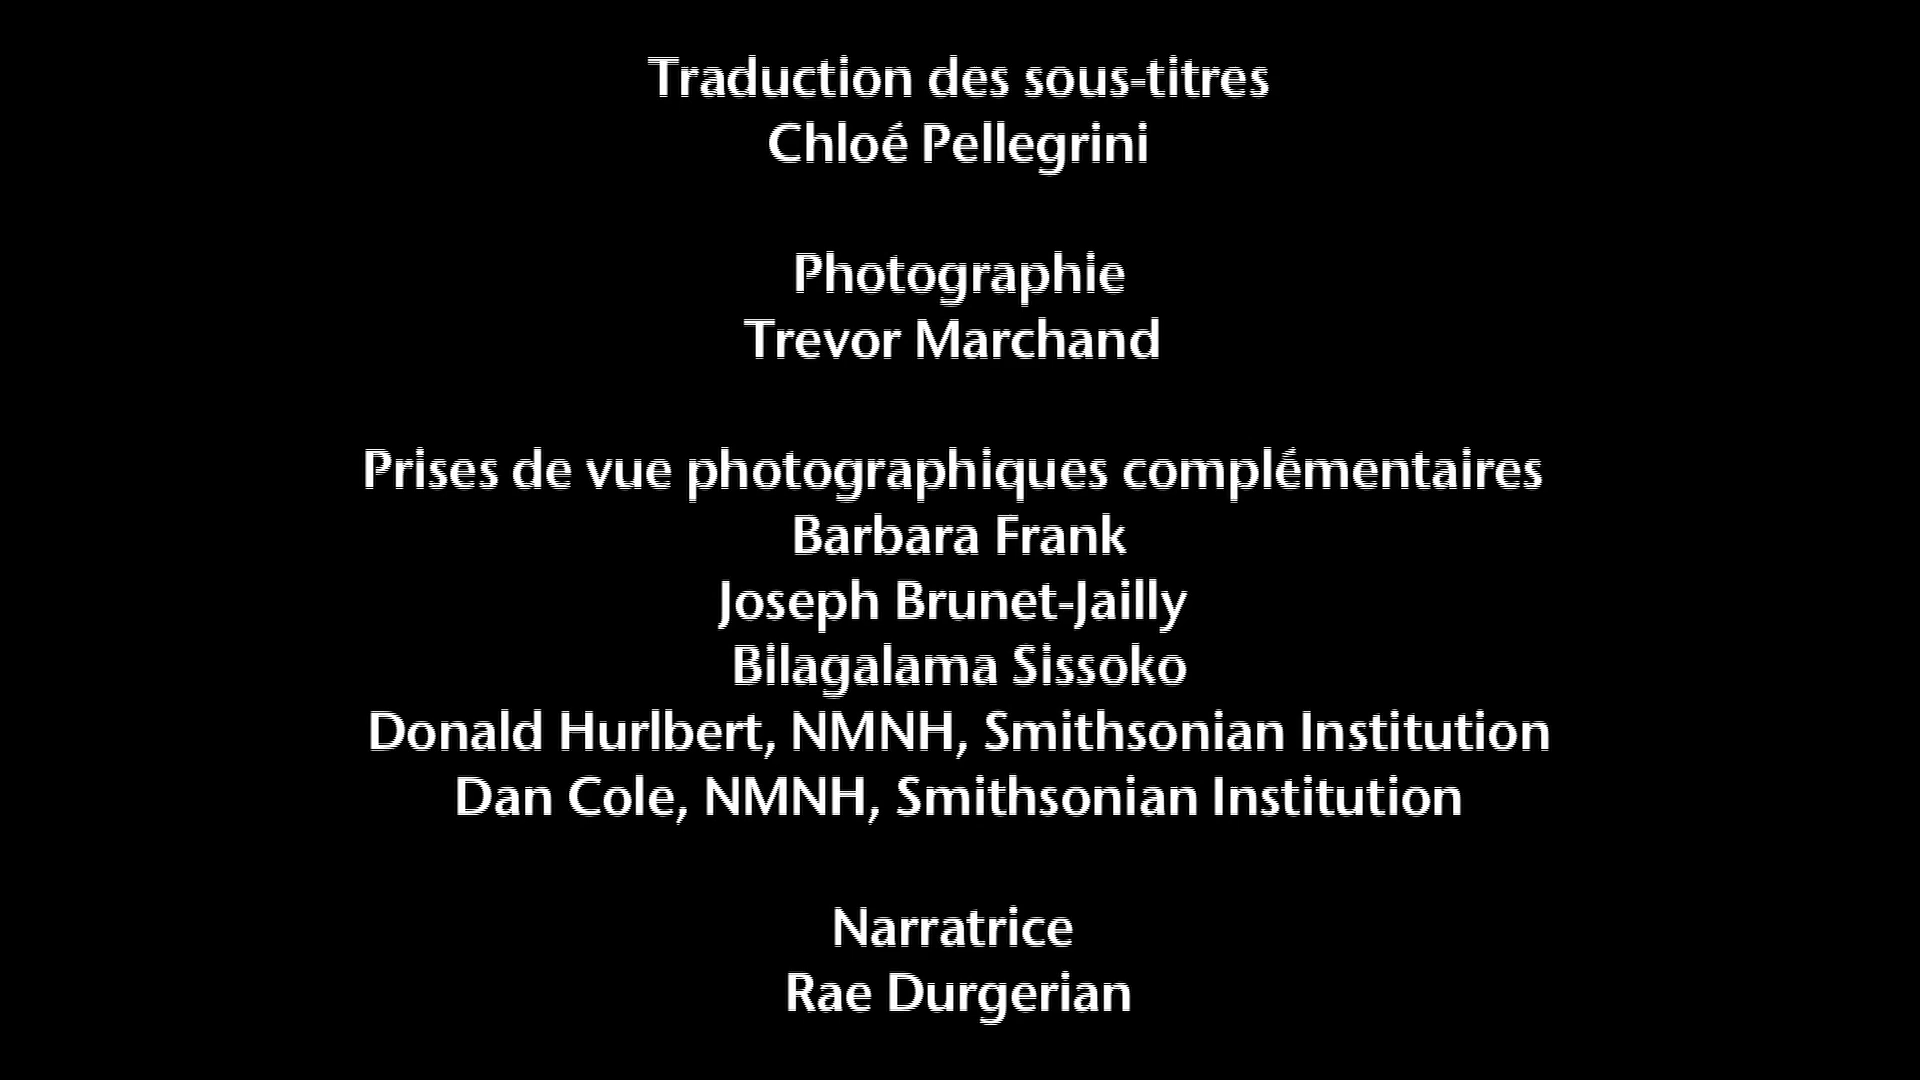 Traduction des sous-titres
Chloé Pellegrini
Photographie
Trevor Marchand
Prises de vue photographiques complémentaires
Barbara Frank
Joseph Brunet-Jailly
Bilagalama Sissoko
Donald Hurlbert, NMNH, Smithsonian Institution
Dan Cole, NMNH, Smithsonian Institution
Narratrice
Rae Durgerian